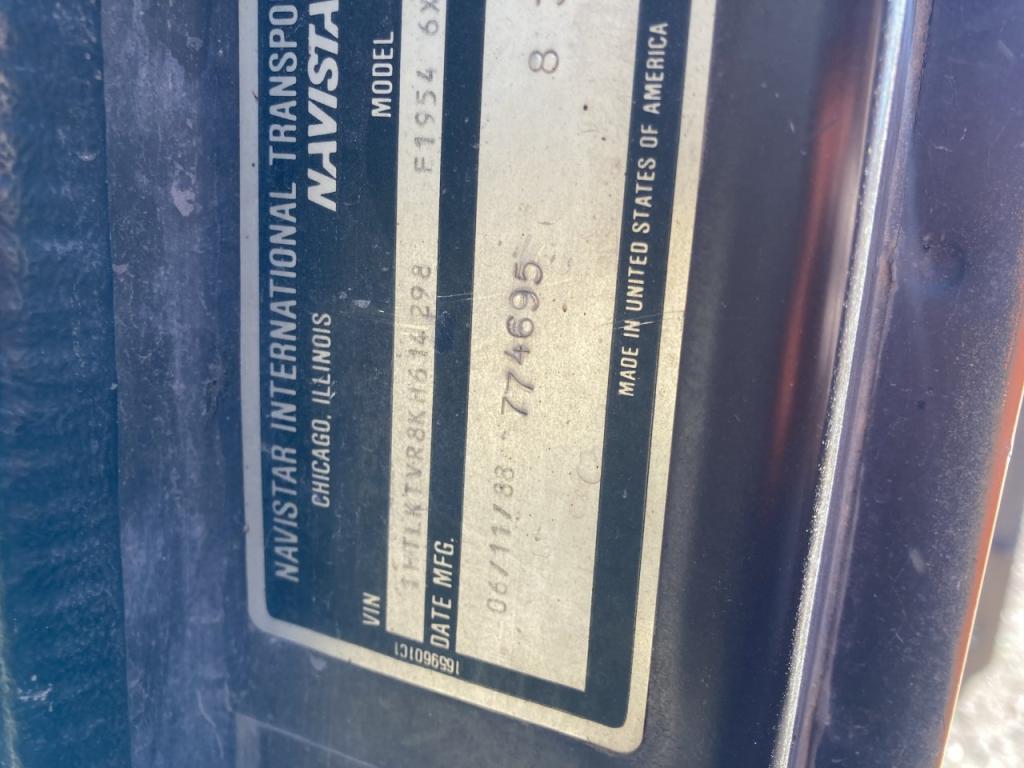 NAVISTAR INTERNATIONAL TRANSPO
CHICAGO, ILLINOIS NAVISTA
VIN MODEL
1HTLKTVR8KH614298 F1954 6X
1659601C1
DATE MFG.
06/11/88 774695 8
MADE IN UNITED STATES OF AMERICA